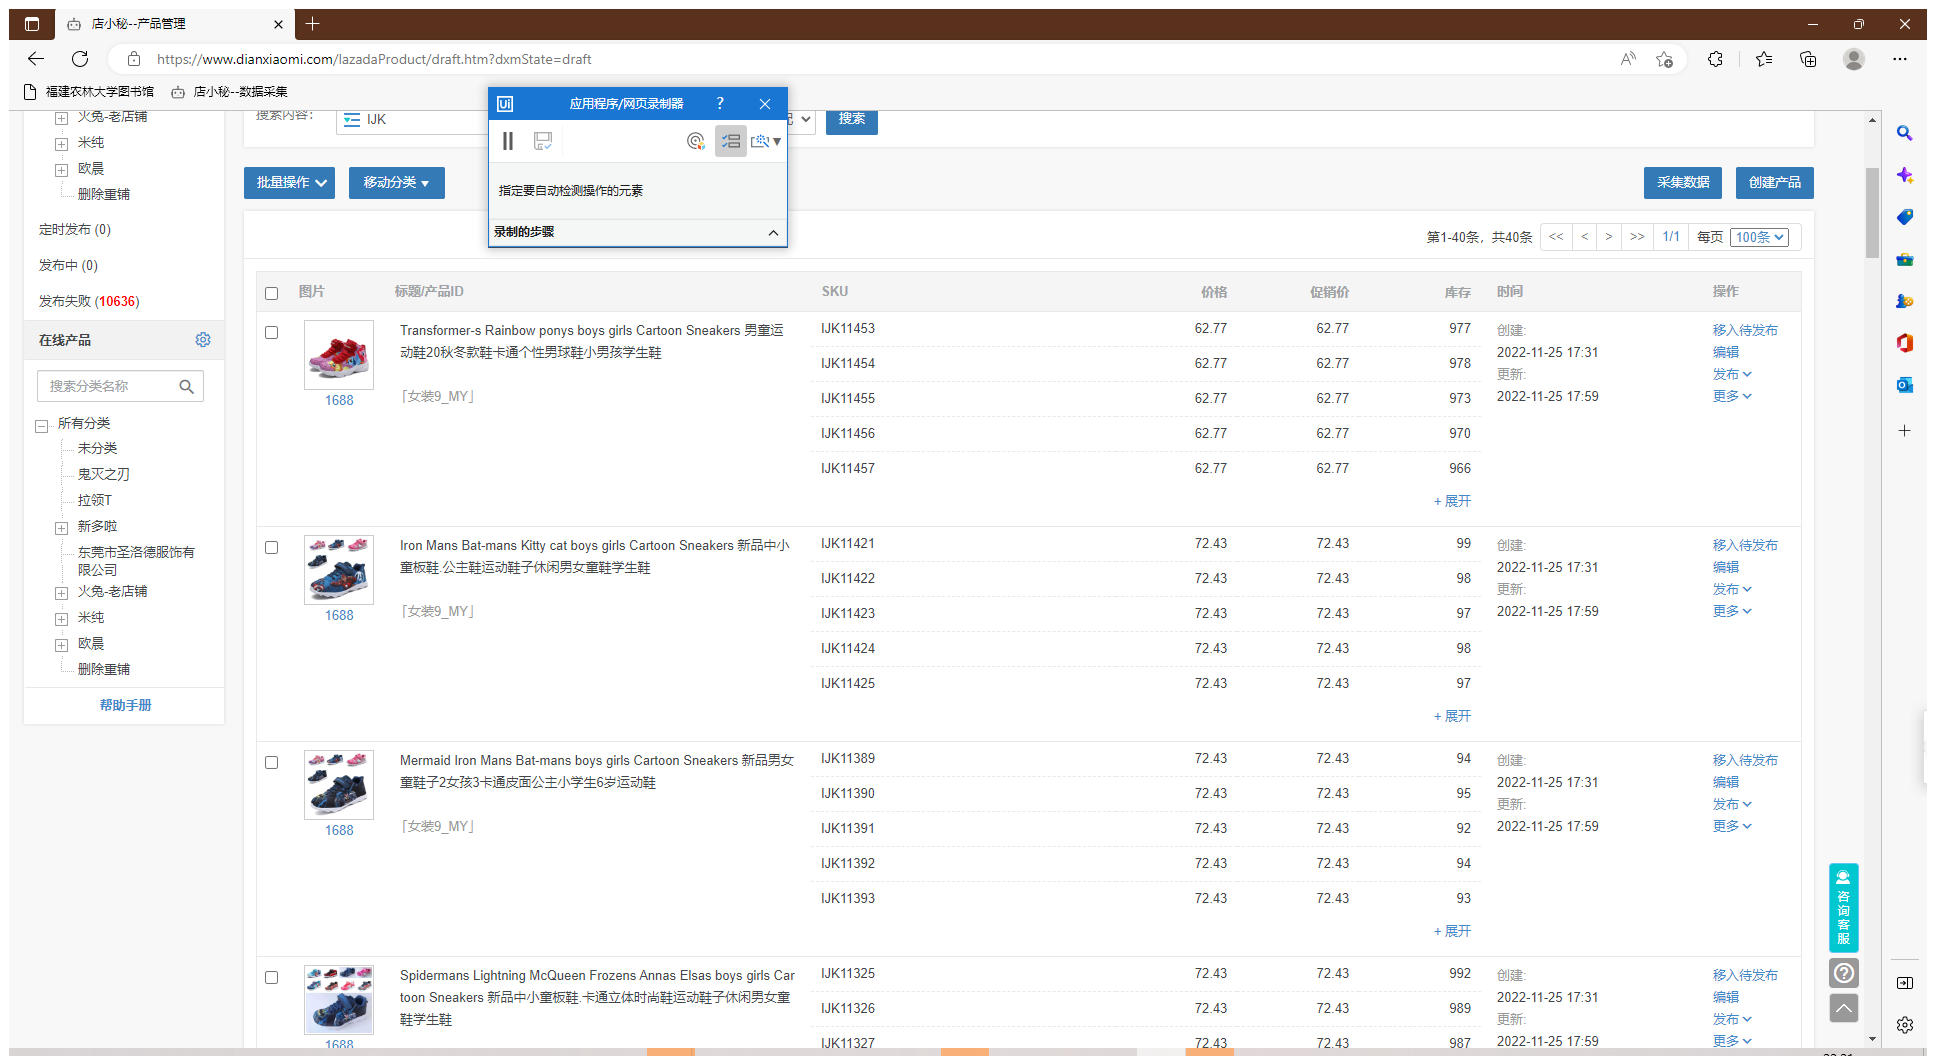 店小秘--产品管理
https://www.dianxiaomi.com/lazadaProduct/draft.htm?dxmState=draft
福建农林大学图书馆
店小秘--数据采集
应用程序/网页录制器
?
指定要自动检测操作的元素
录制的步骤
火兔-老店铺
米纯
欧晨
删除重铺
定时发布 (0)
发布中 (0)
发布失败 (10636)
在线产品
搜索分类名称
所有分类
未分类
鬼灭之刃
拉领T
新多啦
东莞市圣洛德服饰有
限公司
火兔-老店铺
米纯
欧晨
删除重铺
帮助手册
搜索内容:
IJK
搜索
批量操作
移动分类
采集数据
创建产品
第1-40条，共40条
<<
<
>
>>
1/1
每页
100条
图片
标题/产品ID
SKU
价格
促销价
库存
时间
操作
1688
Transformer-s Rainbow ponys boys girls Cartoon Sneakers 男童运
动鞋20秋冬款鞋卡通个性男球鞋小男孩学生鞋
「女装9_MY」
IJK11453 62.77 62.77 977
IJK11454 62.77 62.77 978
IJK11455 62.77 62.77 973
IJK11456 62.77 62.77 970
IJK11457 62.77 62.77 966
+ 展开
创建:
2022-11-25 17:31
更新:
2022-11-25 17:59
移入待发布
编辑
发布
更多
1688
Iron Mans Bat-mans Kitty cat boys girls Cartoon Sneakers 新品中小
童板鞋.公主鞋运动鞋子休闲男女童鞋学生鞋
「女装9_MY」
IJK11421 72.43 72.43 99
IJK11422 72.43 72.43 98
IJK11423 72.43 72.43 97
IJK11424 72.43 72.43 98
IJK11425 72.43 72.43 97
+ 展开
创建:
2022-11-25 17:31
更新:
2022-11-25 17:59
移入待发布
编辑
发布
更多
1688
Mermaid Iron Mans Bat-mans boys girls Cartoon Sneakers 新品男女
童鞋子2女孩3卡通皮面公主小学生6岁运动鞋
「女装9_MY」
IJK11389 72.43 72.43 94
IJK11390 72.43 72.43 95
IJK11391 72.43 72.43 92
IJK11392 72.43 72.43 94
IJK11393 72.43 72.43 93
+ 展开
创建:
2022-11-25 17:31
更新:
2022-11-25 17:59
移入待发布
编辑
发布
更多
1688
Spidermans Lightning McQueen Frozens Annas Elsas boys girls Car
toon Sneakers 新品中小童板鞋.卡通立体时尚鞋运动鞋子休闲男女童
鞋学生鞋
IJK11325 72.43 72.43 992
IJK11326 72.43 72.43 989
IJK11327 72.43 72.43 987
创建:
2022-11-25 17:31
更新:
2022-11-25 17:59
移入待发布
编辑
发布
更多
咨询客服